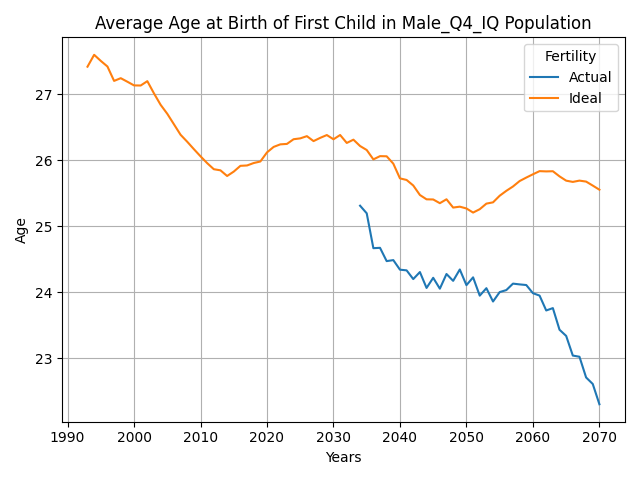 Average Age at Birth of First Child in Male_Q4_IQ Population
Fertility
Actual
Ideal
Age
27
26
25
24
23
1990 2000 2010 2020 2030 2040 2050 2060 2070
Years